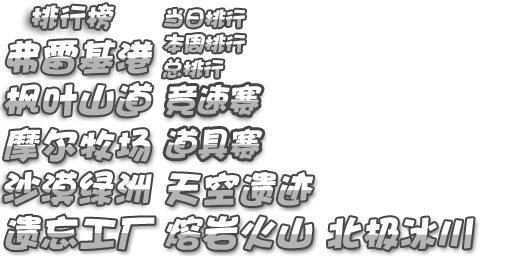 排行榜
当日排行
本周排行
总排行
弗雷基港
枫叶山道 竞速赛
摩尔牧场 道具赛
沙漠绿洲 天空遗迹
遗忘工厂 熔岩火山 北极冰川